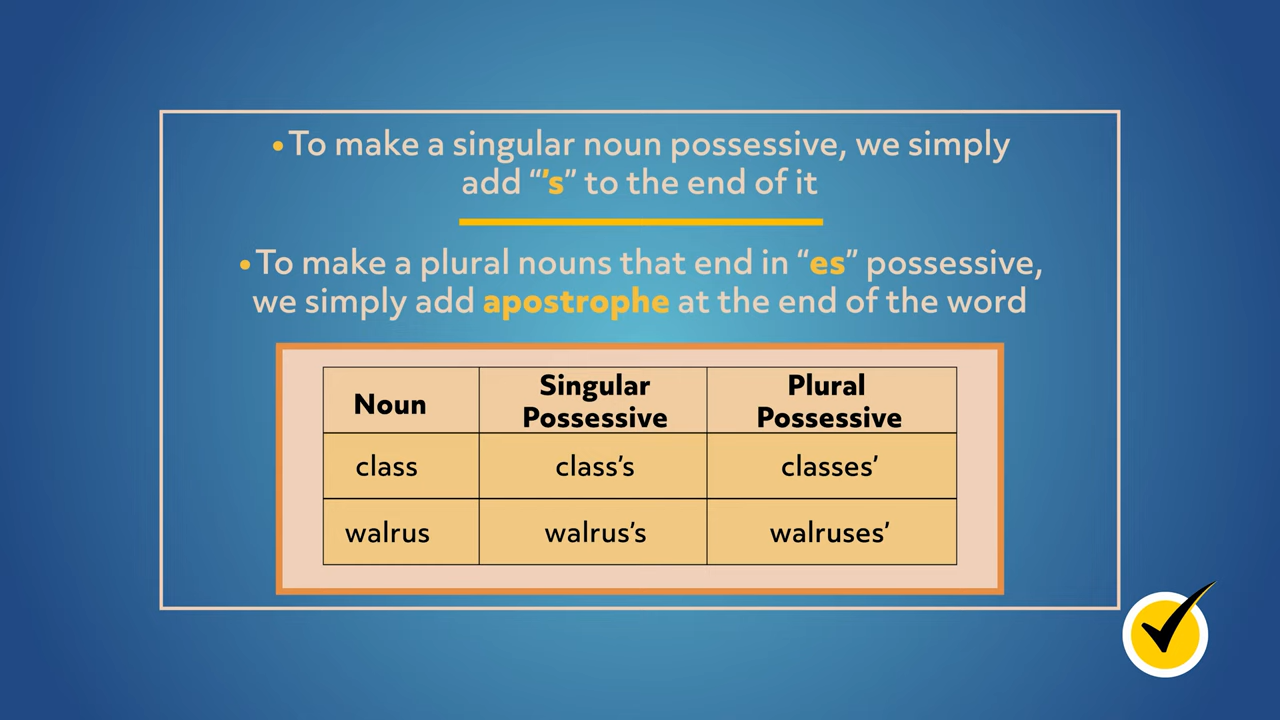 •To make a singular noun possessive, we simply
add “’s” to the end of it
•To make a plural nouns that end in “es” possessive,
we simply add apostrophe at the end of the word
Noun
Singular
Possessive
Plural
Possessive
class
class’s
classes’
walrus
walrus’s
walruses’